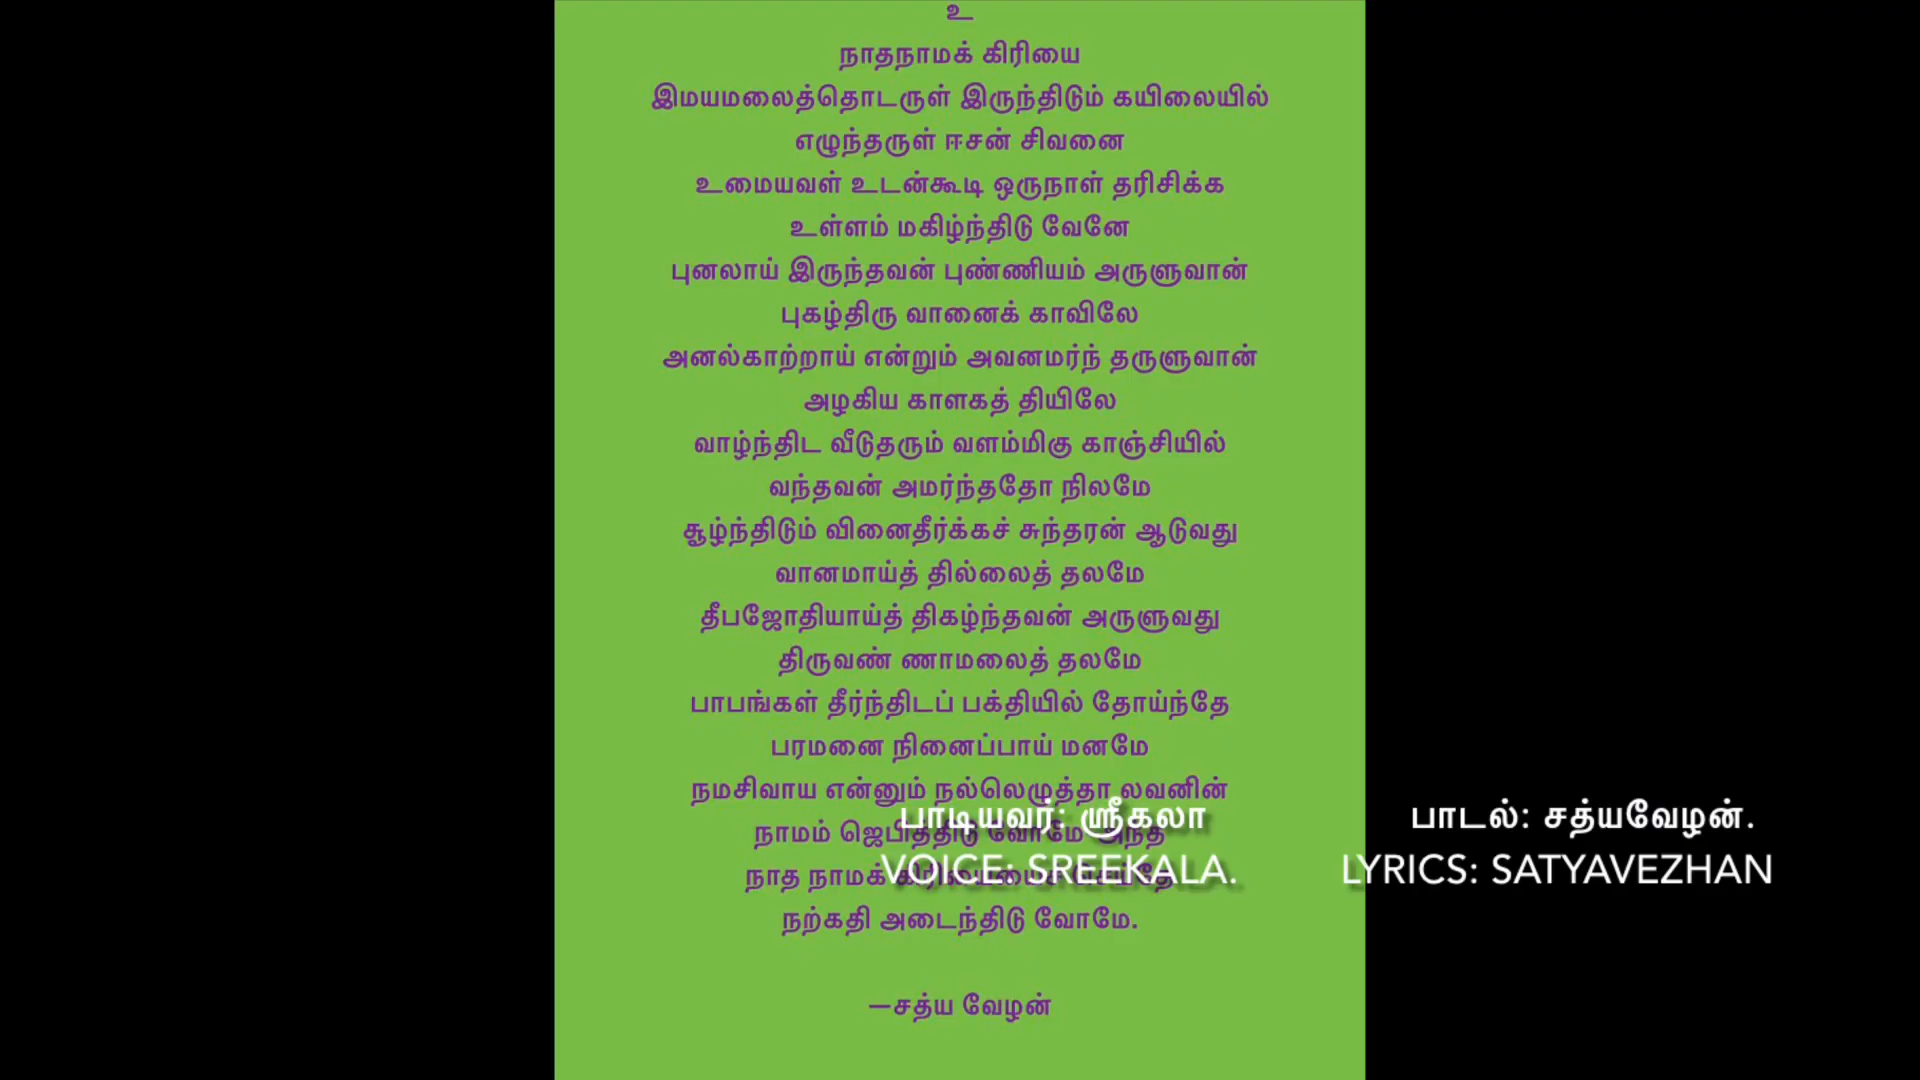 உ
நாதநாமக் கிரியை
இமயமலைத்தொடருள் இருந்திடும் கயிலையில்
எழுந்தருள் ஈசன் சிவனை
உமையவள் உடன்கூடி ஒருநாள் தரிசிக்க
உள்ளம் மகிழ்ந்திடு வேனே
புனலாய் இருந்தவன் புண்ணியம் அருளுவான்
புகழ்திரு வானைக் காவிலே
அனல்காற்றாய் என்றும் அவனமர்ந் தருளுவான்
அழகிய காளகத் தியிலே
வாழ்ந்திட வீடுதரும் வளம்மிகு காஞ்சியில்
வந்தவன் அமர்ந்ததோ நிலமே
சூழ்ந்திடும் வினைதீர்க்கச் சுந்தரன் ஆடுவது
வானமாய்த் தில்லைத் தலமே
தீபஜோதியாய்த் திகழ்ந்தவன் அருளுவது
திருவண் ணாமலைத் தலமே
பாபங்கள் தீர்ந்திடப் பக்தியில் தோய்ந்தே
பரமனை நினைப்பாய் மனமே
நமசிவாய என்னும் நல்லெழுத்தா லவனின்
நாமம் ஜெபித்திடு வோமே அந்த
நாத நாமக்
நற்கதி அடைந்திடு வோமே.
—சத்ய வேழன்
பாடியவர்: ஸ்ரீகலா
VOICE: SREEKALA.
பாடல்: சத்யவேழன்.
LYRICS: SATYAVEZHAN